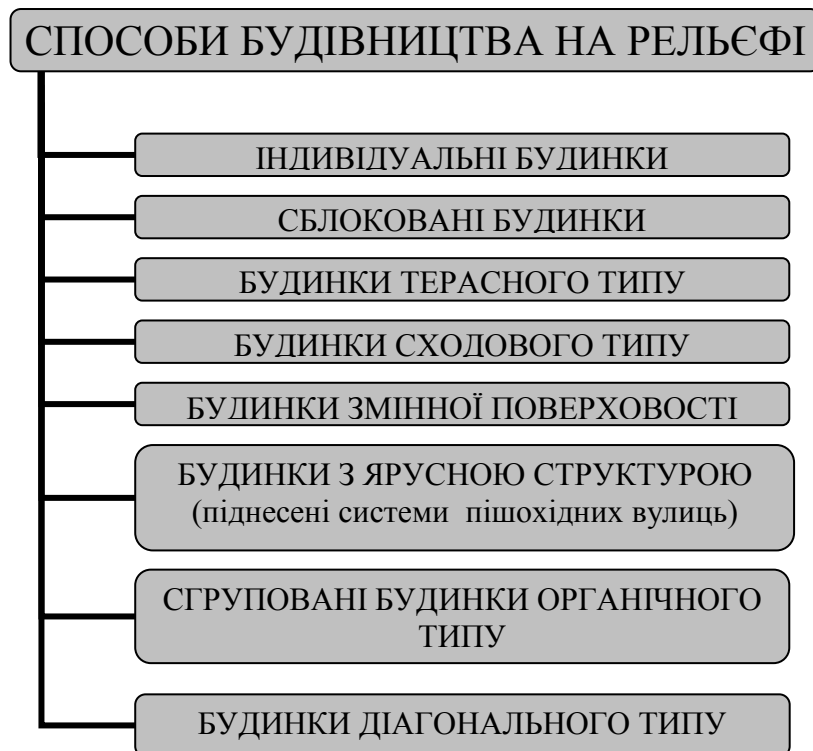 СПОСОБИ БУДІВНИЦТВА НА РЕЛЬЄФІ
ІНДИВІДУАЛЬНІ БУДИНКИ
СБЛОКОВАНІ БУДИНКИ
БУДИНКИ ТЕРАСНОГО ТИПУ
БУДИНКИ СХОДОВОГО ТИПУ
БУДИНКИ ЗМІННОЇ ПОВЕРХОВОСТІ
БУДИНКИ З ЯРУСНОЮ СТРУКТУРОЮ
(піднесені системи пішохідних вулиць)
СГРУПОВАНІ БУДИНКИ ОРГАНІЧНОГО
ТИПУ
БУДИНКИ ДІАГОНАЛЬНОГО ТИПУ